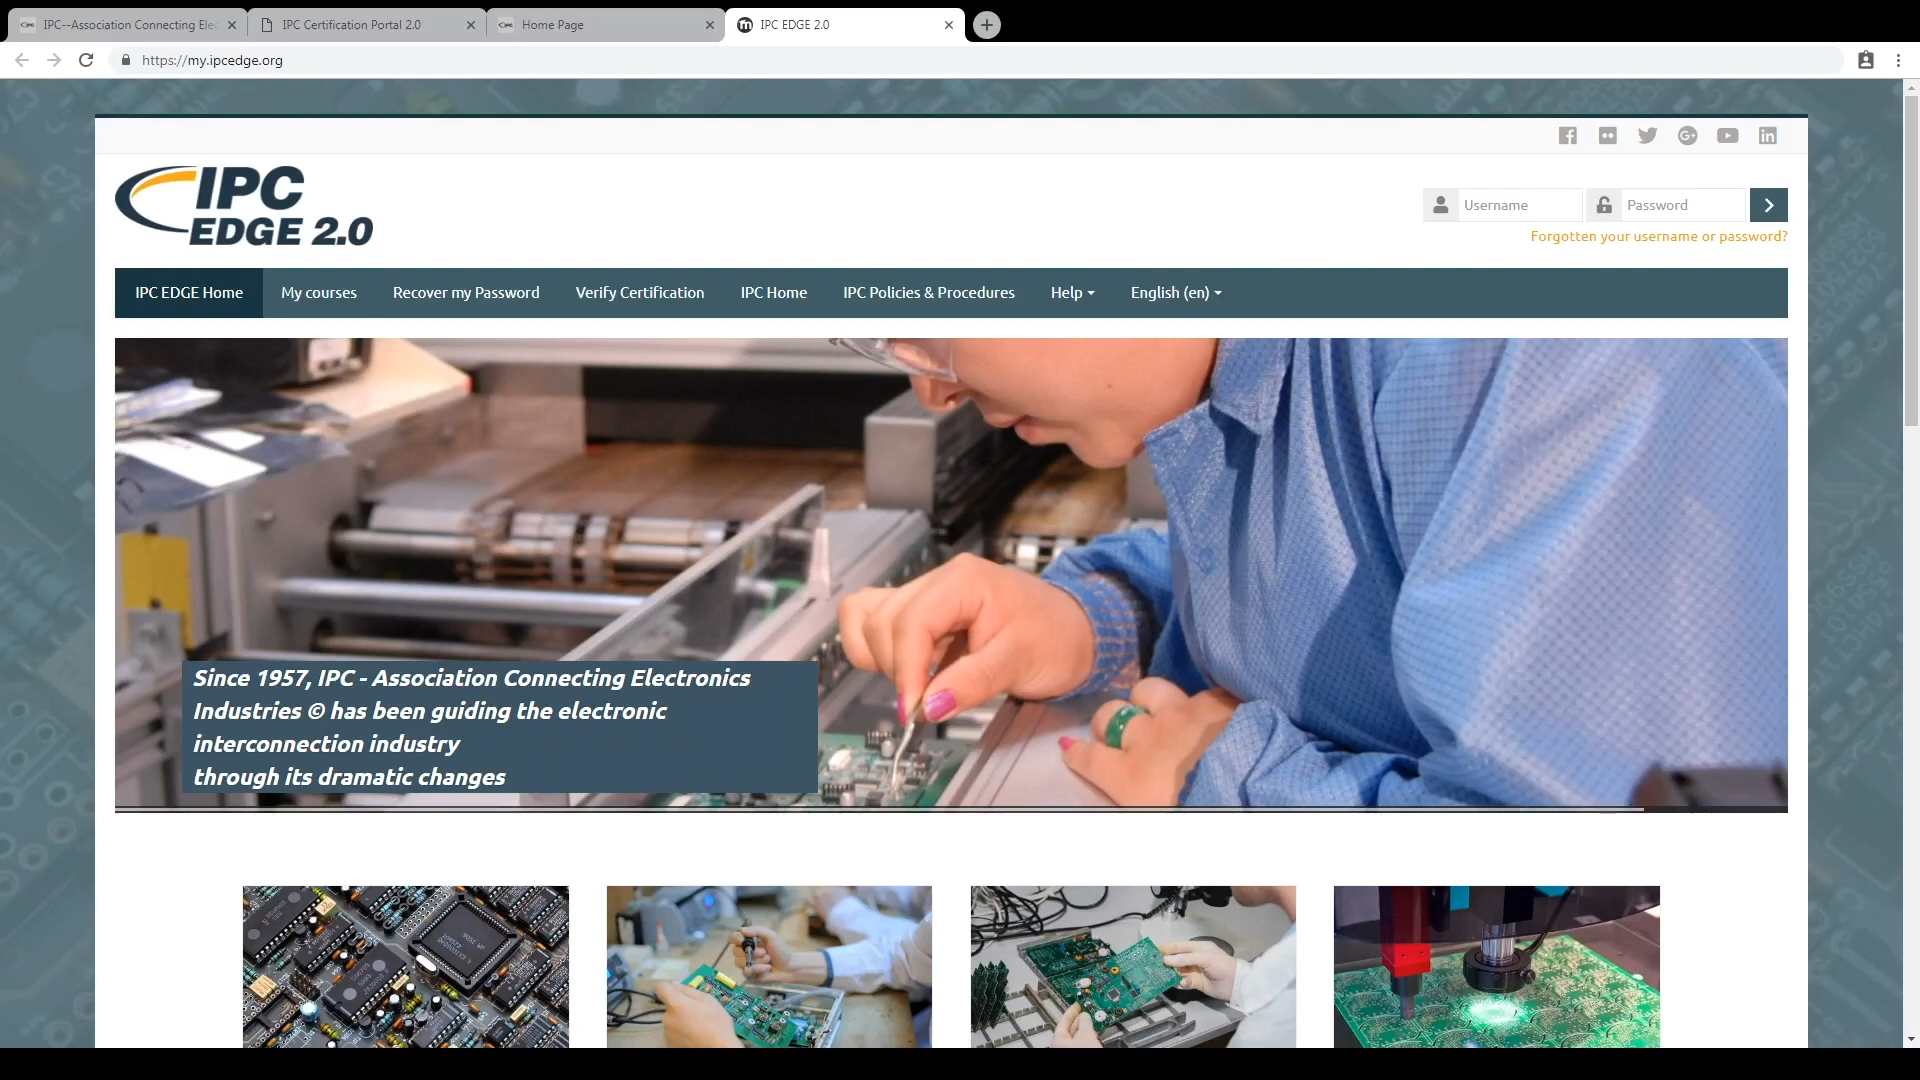 IPC--Association Connecting Elec
IPC Certification Portal 2.0
Home Page
IPC EDGE 2.0
https://my.ipcedge.org
IPC
EDGE 2.0
Username
Password
Forgotten your username or password?
IPC EDGE Home
My courses
Recover my Password
Verify Certification
IPC Home
IPC Policies & Procedures
Help
English (en)
Since 1957, IPC - Association Connecting Electronics
Industries © has been guiding the electronic
interconnection industry
through its dramatic changes